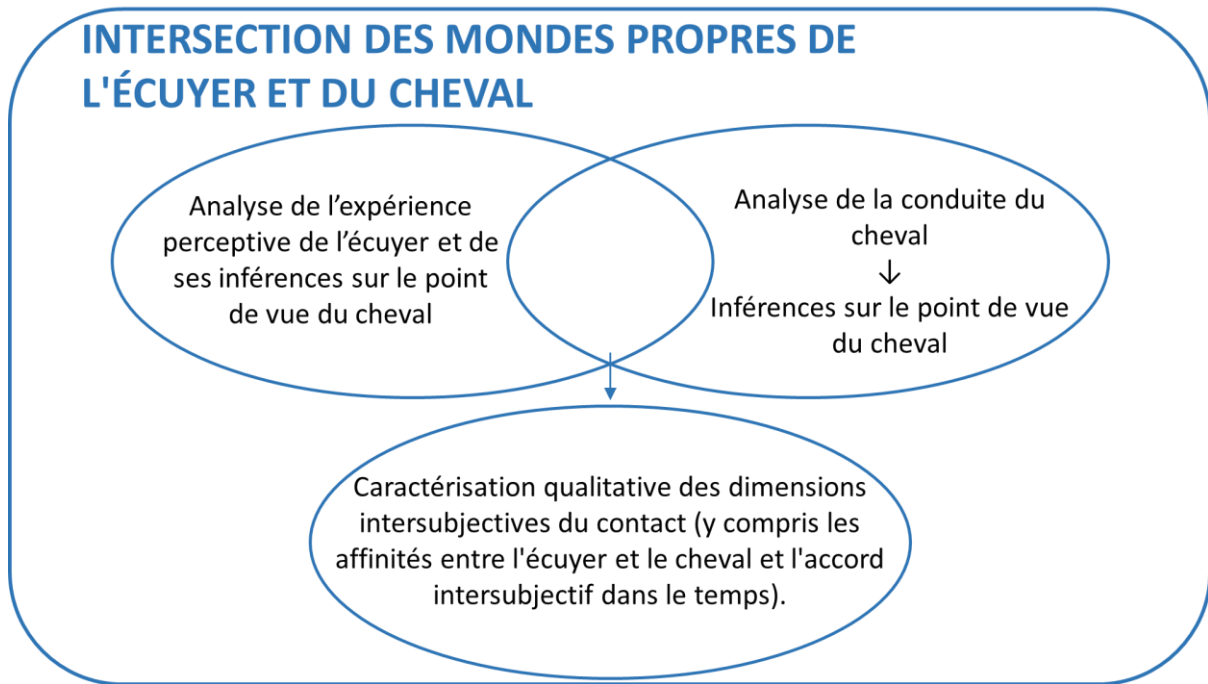 INTERSECTION DES MONDES PROPRES DE
L'ÉCUYER ET DU CHEVAL
Analyse de l’expérience
perceptive de l’écuyer et de
ses inférences sur le point
de vue du cheval
Analyse de la conduite du
cheval
↓
Inférences sur le point de vue
du cheval
Caractérisation qualitative des dimensions
intersubjectives du contact (y compris les
affinités entre l'écuyer et le cheval et l'accord
intersubjectif dans le temps).